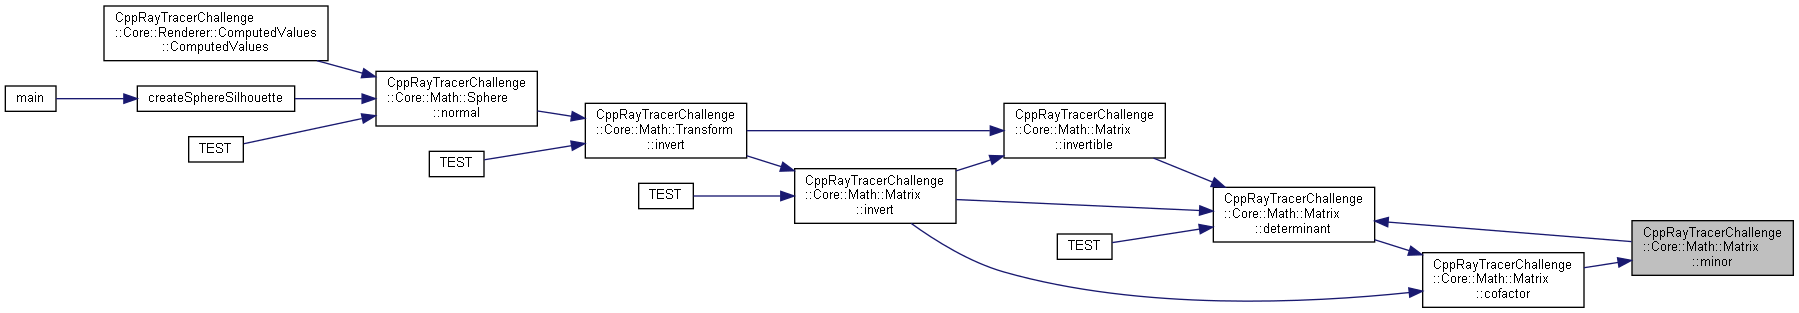 CppRayTracerChallenge
::Core::Renderer::ComputedValues
::ComputedValues
main
createSphereSilhouette
TEST
CppRayTracerChallenge
::Core::Math::Sphere
::normal
TEST
CppRayTracerChallenge
::Core::Math::Transform
::invert
TEST
CppRayTracerChallenge
::Core::Math::Matrix
::invert
CppRayTracerChallenge
::Core::Math::Matrix
::invertible
TEST
CppRayTracerChallenge
::Core::Math::Matrix
::determinant
CppRayTracerChallenge
::Core::Math::Matrix
::cofactor
CppRayTracerChallenge
::Core::Math::Matrix
::minor